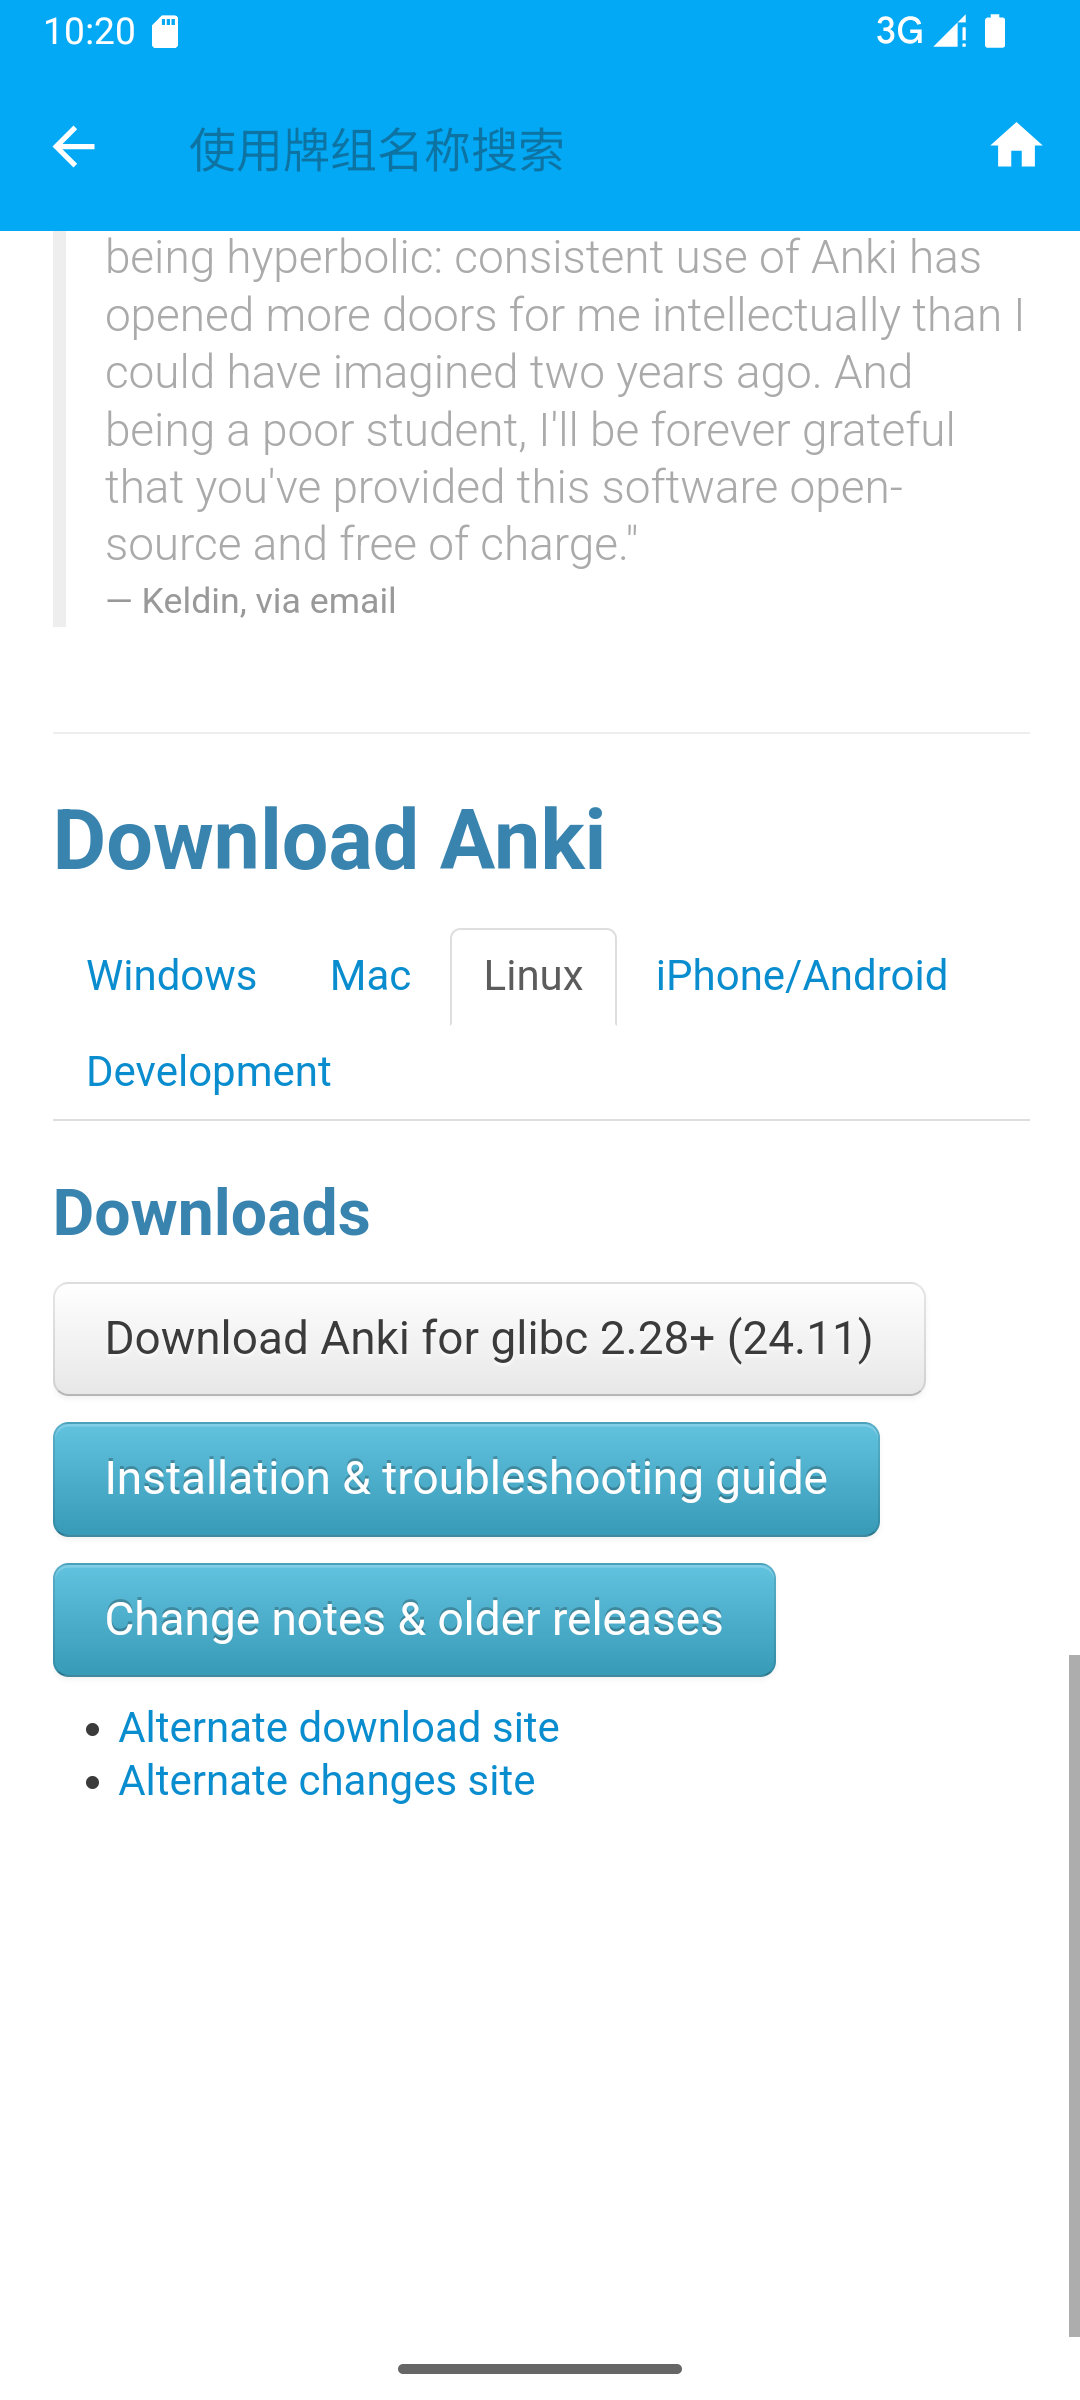 10:20
3G
使用牌组名称搜索
being hyperbolic: consistent use of Anki has
opened more doors for me intellectually than I
could have imagined two years ago. And
being a poor student, I'll be forever grateful
that you've provided this software open-
source and free of charge."
— Keldin, via email
Download Anki
Windows
Mac
Linux
iPhone/Android
Development
Downloads
Download Anki for glibc 2.28+ (24.11)
Installation & troubleshooting guide
Change notes & older releases
Alternate download site
Alternate changes site